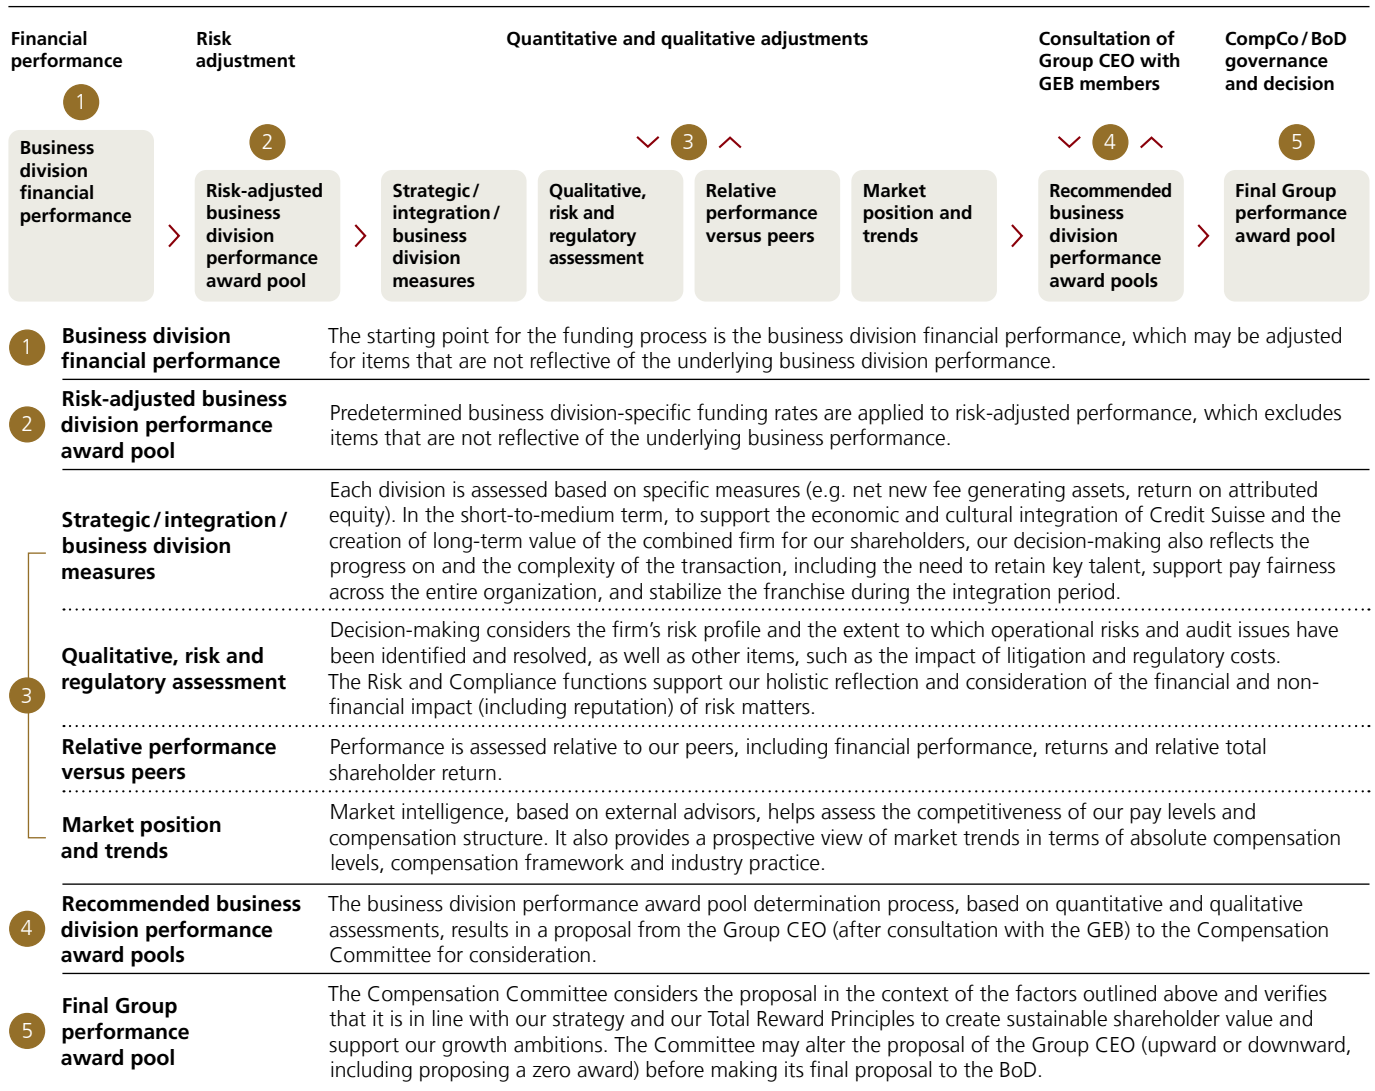 Financial
performance
Risk
adjustment
Quantitative and qualitative adjustments
Consultation of
Group CEO with
GEB members
CompCo / BoD
governance
and decision
1
2
3
4
5
Business
division
financial
performance
Risk-adjusted
business
division
performance
award pool
Strategic /
integration /
business
division
measures
Qualitative,
risk and
regulatory
assessment
Relative
performance
versus peers
Market
position and
trends
Recommended
business
division
performance
award pools
Final Group
performance
award pool
1
Business division
financial performance
The starting point for the funding process is the business division financial performance, which may be adjusted
for items that are not reflective of the underlying business division performance.
2
Risk-adjusted business
division performance
award pool
Predetermined business division-specific funding rates are applied to risk-adjusted performance, which excludes
items that are not reflective of the underlying business performance.
3
Strategic / integration /
business division
measures
Each division is assessed based on specific measures (e.g. net new fee generating assets, return on attributed
equity). In the short-to-medium term, to support the economic and cultural integration of Credit Suisse and the
creation of long-term value of the combined firm for our shareholders, our decision-making also reflects the
progress on and the complexity of the transaction, including the need to retain key talent, support pay fairness
across the entire organization, and stabilize the franchise during the integration period.
Qualitative, risk and
regulatory assessment
Decision-making considers the firm's risk profile and the extent to which operational risks and audit issues have
been identified and resolved, as well as other items, such as the impact of litigation and regulatory costs.
The Risk and Compliance functions support our holistic reflection and consideration of the financial and non-
financial impact (including reputation) of risk matters.
Relative performance
versus peers
Performance is assessed relative to our peers, including financial performance, returns and relative total
shareholder return.
Market position
and trends
Market intelligence, based on external advisors, helps assess the competitiveness of our pay levels and
compensation structure. It also provides a prospective view of market trends in terms of absolute compensation
levels, compensation framework and industry practice.
4
Recommended business
division performance
award pools
The business division performance award pool determination process, based on quantitative and qualitative
assessments, results in a proposal from the Group CEO (after consultation with the GEB) to the Compensation
Committee for consideration.
5
Final Group
performance
award pool
The Compensation Committee considers the proposal in the context of the factors outlined above and verifies
that it is in line with our strategy and our Total Reward Principles to create sustainable shareholder value and
support our growth ambitions. The Committee may alter the proposal of the Group CEO (upward or downward,
including proposing a zero award) before making its final proposal to the BoD.